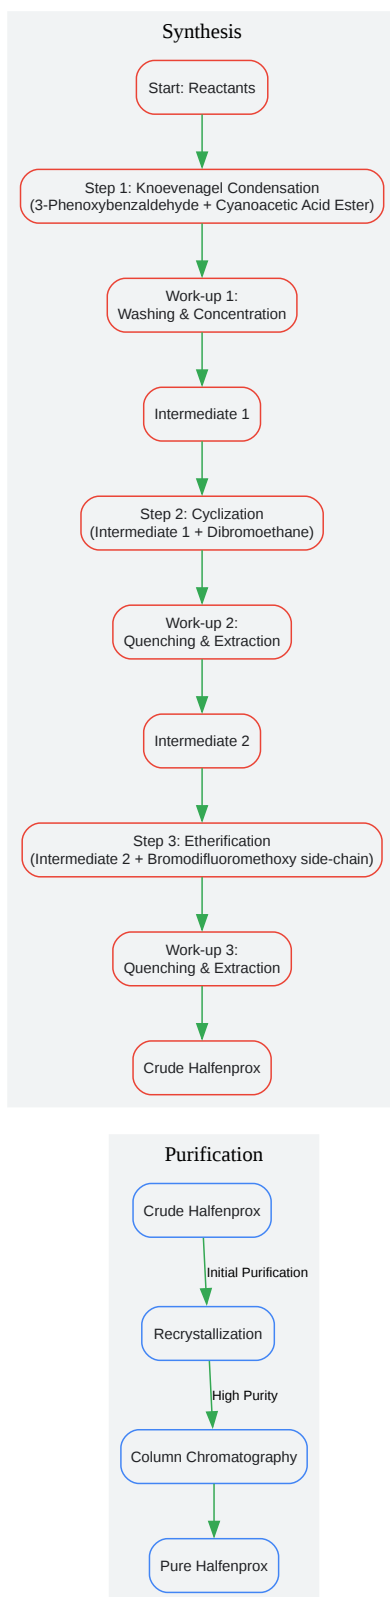 Synthesis
Start: Reactants
Step 1: Knoevenagel Condensation
(3-Phenoxybenzaldehyde + Cyanoacetic Acid Ester)
Work-up 1:
Washing & Concentration
Intermediate 1
Step 2: Cyclization
(Intermediate 1 + Dibromoethane)
Work-up 2:
Quenching & Extraction
Intermediate 2
Step 3: Etherification
(Intermediate 2 + Bromodifluoromethoxy side-chain)
Work-up 3:
Quenching & Extraction
Crude Halfenprox
Purification
Crude Halfenprox
Initial Purification
Recrystallization
High Purity
Column Chromatography
Pure Halfenprox